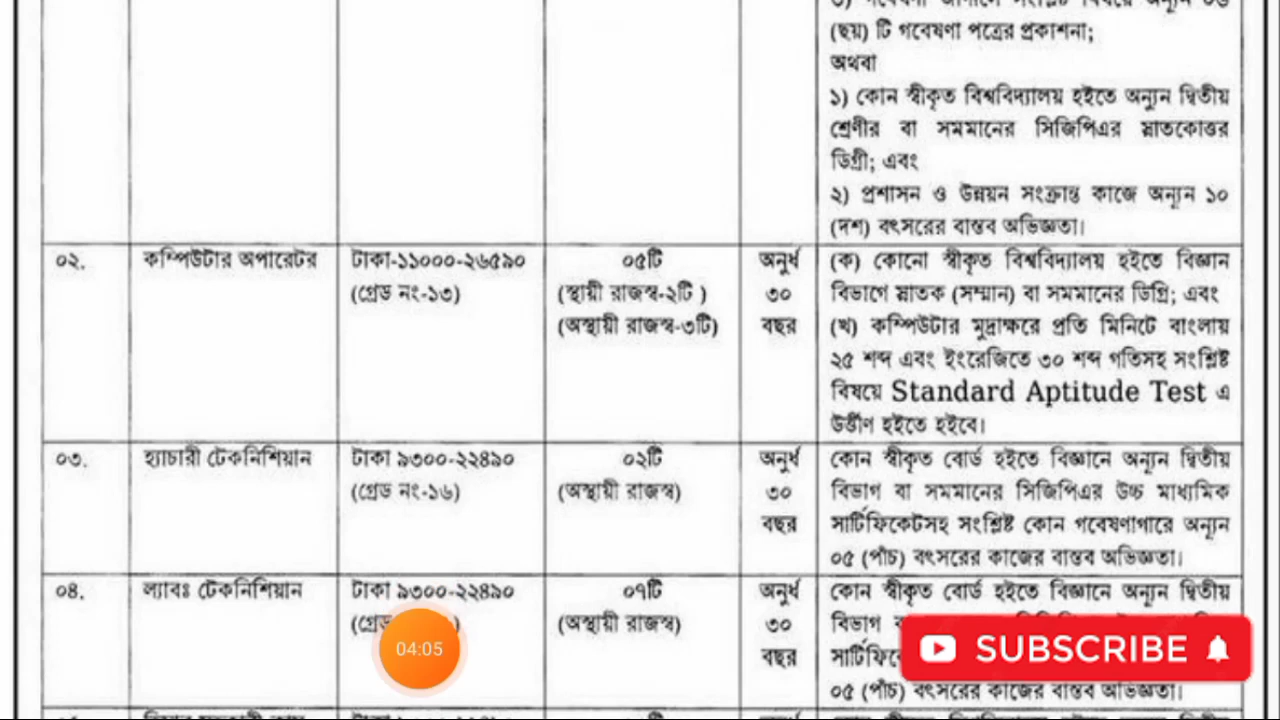 (ছয়) টি গবেষণা পত্রের প্রকাশনা;
অথবা
১) কোন স্বীকৃত বিশ্ববিদ্যালয় হইতে অন্যূন দ্বিতীয়
শ্রেণীর বা সমমানের সিজিপিএর স্নাতকোত্তর
ডিগ্রী; এবং
২) প্রশাসন ও উন্নয়ন সংক্রান্ত কাজে অন্যূন ১০
(দশ) বৎসরের বাস্তব অভিজ্ঞতা।
০২.
কম্পিউটার অপারেটর
টাকা-১১০০০-২৬৫৯০
(গ্রেড নং-১৩)
০৫টি
(স্থায়ী রাজস্ব-২টি )
(অস্থায়ী রাজস্ব-৩টি)
অনুর্ধ
৩০
বছর
(ক) কোনো স্বীকৃত বিশ্ববিদ্যালয় হইতে বিজ্ঞান
বিভাগে স্নাতক (সম্মান) বা সমমানের ডিগ্রি; এবং
(খ) কম্পিউটার মুদ্রাক্ষরে প্রতি মিনিটে বাংলায়
২৫ শব্দ এবং ইংরেজিতে ৩০ শব্দ গতিসহ সংশ্লিষ্ট
বিষয়ে Standard Aptitude Test এ
উর্ত্তীণ হইতে হইবে।
০৩.
হ্যাচারী টেকনিশিয়ান
টাকা ৯৩০০-২২৪৯০
(গ্রেড নং-১৬)
০২টি
(অস্থায়ী রাজস্ব)
অনুর্ধ
৩০
বছর
কোন স্বীকৃত বোর্ড হইতে বিজ্ঞানে অন্যূন দ্বিতীয়
বিভাগ বা সমমানের সিজিপিএর উচ্চ মাধ্যমিক
সার্টিফিকেটসহ সংশ্লিষ্ট কোন গবেষণাগারে অন্যূন
০৫ (পাঁচ) বৎসরের কাজের বাস্তব অভিজ্ঞতা।
০৪.
ল্যাবঃ টেকনিশিয়ান
টাকা ৯৩০০-২২৪৯০
০৭টি
(অস্থায়ী রাজস্ব)
অনুর্ধ
৩০
বছর
কোন স্বীকৃত বোর্ড হইতে বিজ্ঞানে অন্যূন দ্বিতীয়
বিভাগ
০৫ (পাঁচ) বৎসরের কাজের বাস্তব অভিজ্ঞতা।
04:05
SUBSCRIBE